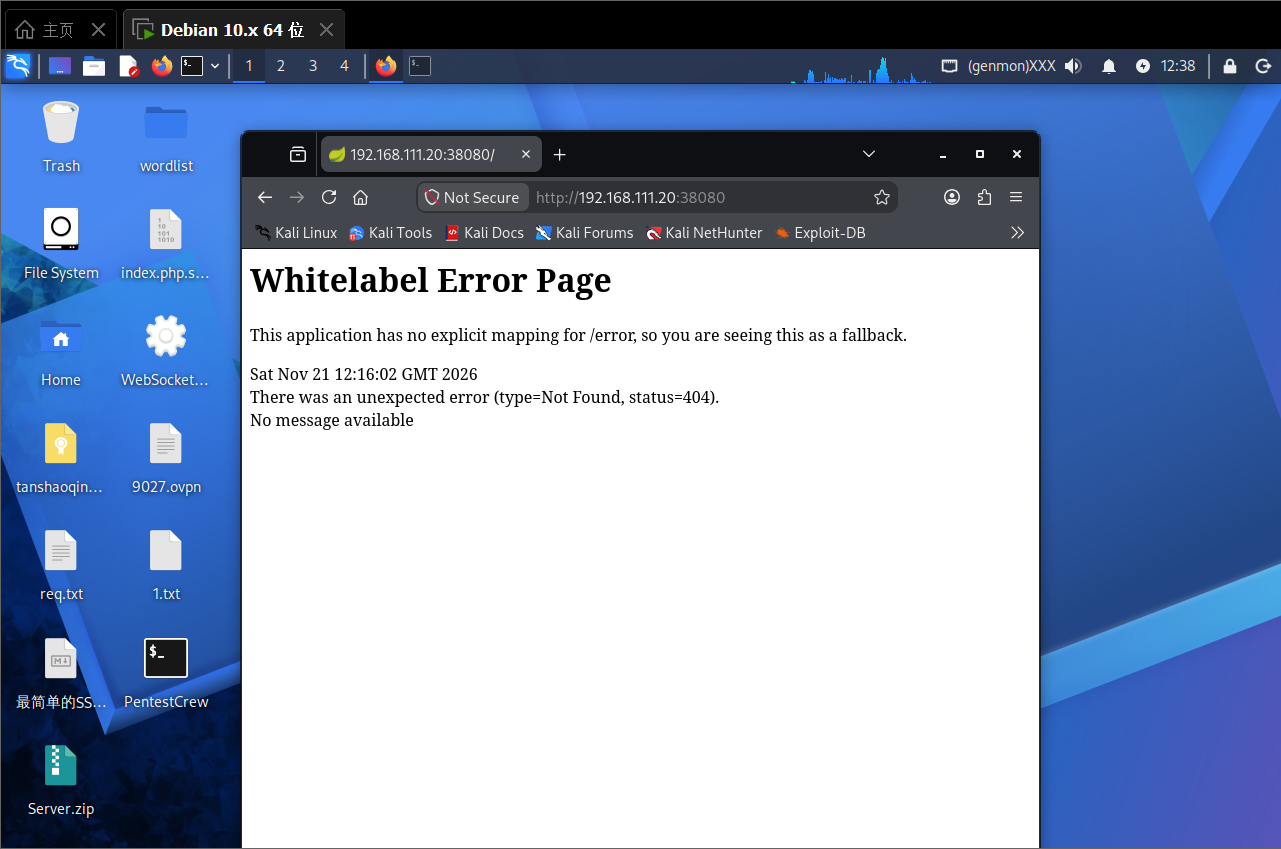 主页
Debian 10.x 64 位
1 2 3 4
(genmon)XXX
12:38
Trash
wordlist
File System
index.php.s...
Home
WebSocket...
tanshaoqin...
9027.ovpn
req.txt
1.txt
最简单的SS...
PentestCrew
Server.zip
192.168.111.20:38080/
Not Secure
http://192.168.111.20:38080
Kali Linux
Kali Tools
Kali Docs
Kali Forums
Kali NetHunter
Exploit-DB
Whitelabel Error Page
This application has no explicit mapping for /error, so you are seeing this as a fallback.
Sat Nov 21 12:16:02 GMT 2026
There was an unexpected error (type=Not Found, status=404).
No message available